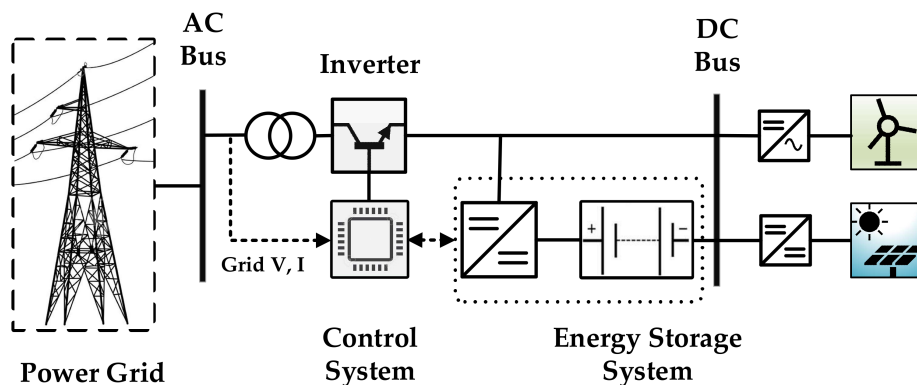 AC
Bus
DC
Bus
Inverter
Grid V, I
+
−
Control
System
Energy Storage
System
Power Grid